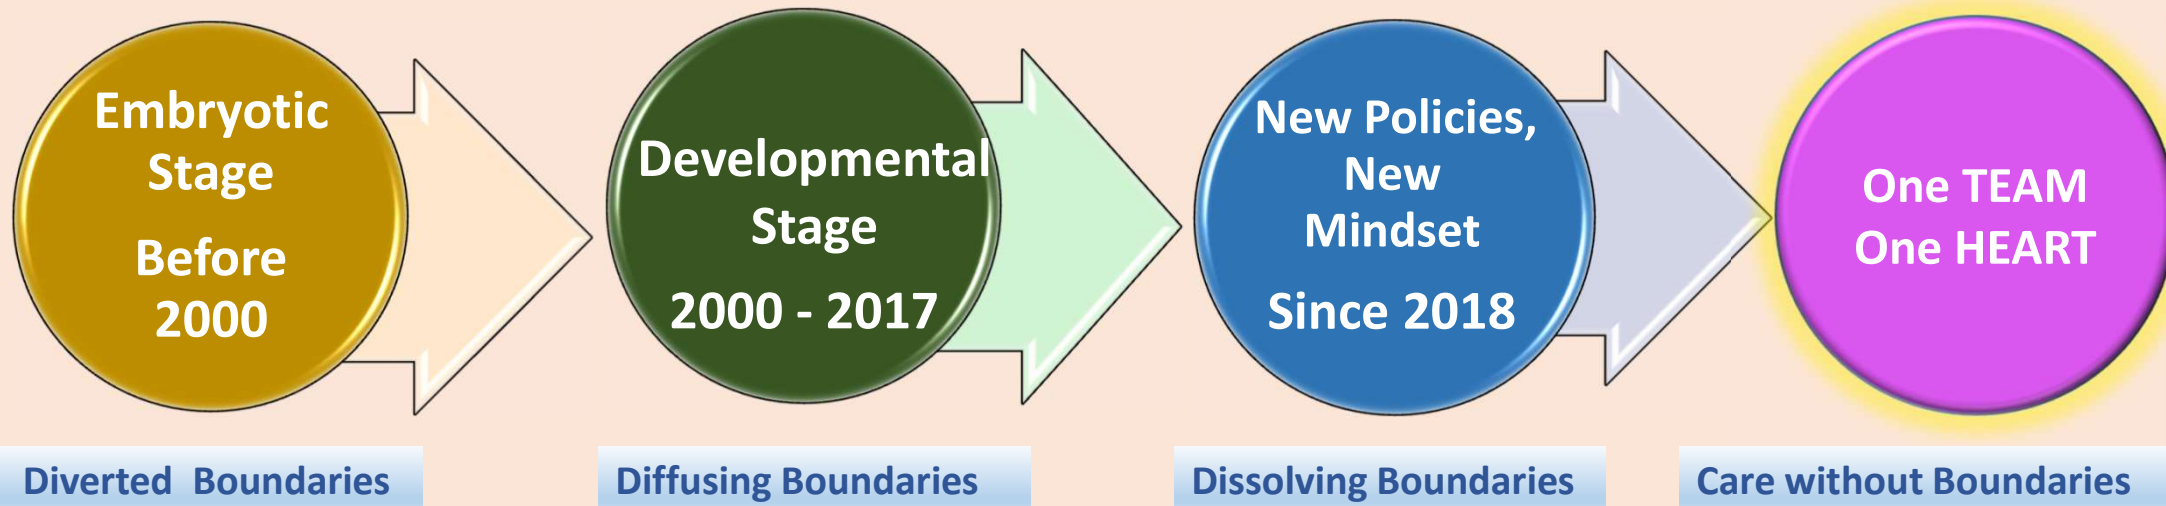 Embryotic
Stage
Before
2000
Developmental
Stage
2000 - 2017
New Policies,
New
Mindset
Since 2018
One TEAM
One HEART
Diverted  Boundaries
Diffusing Boundaries
Dissolving Boundaries
Care without Boundaries